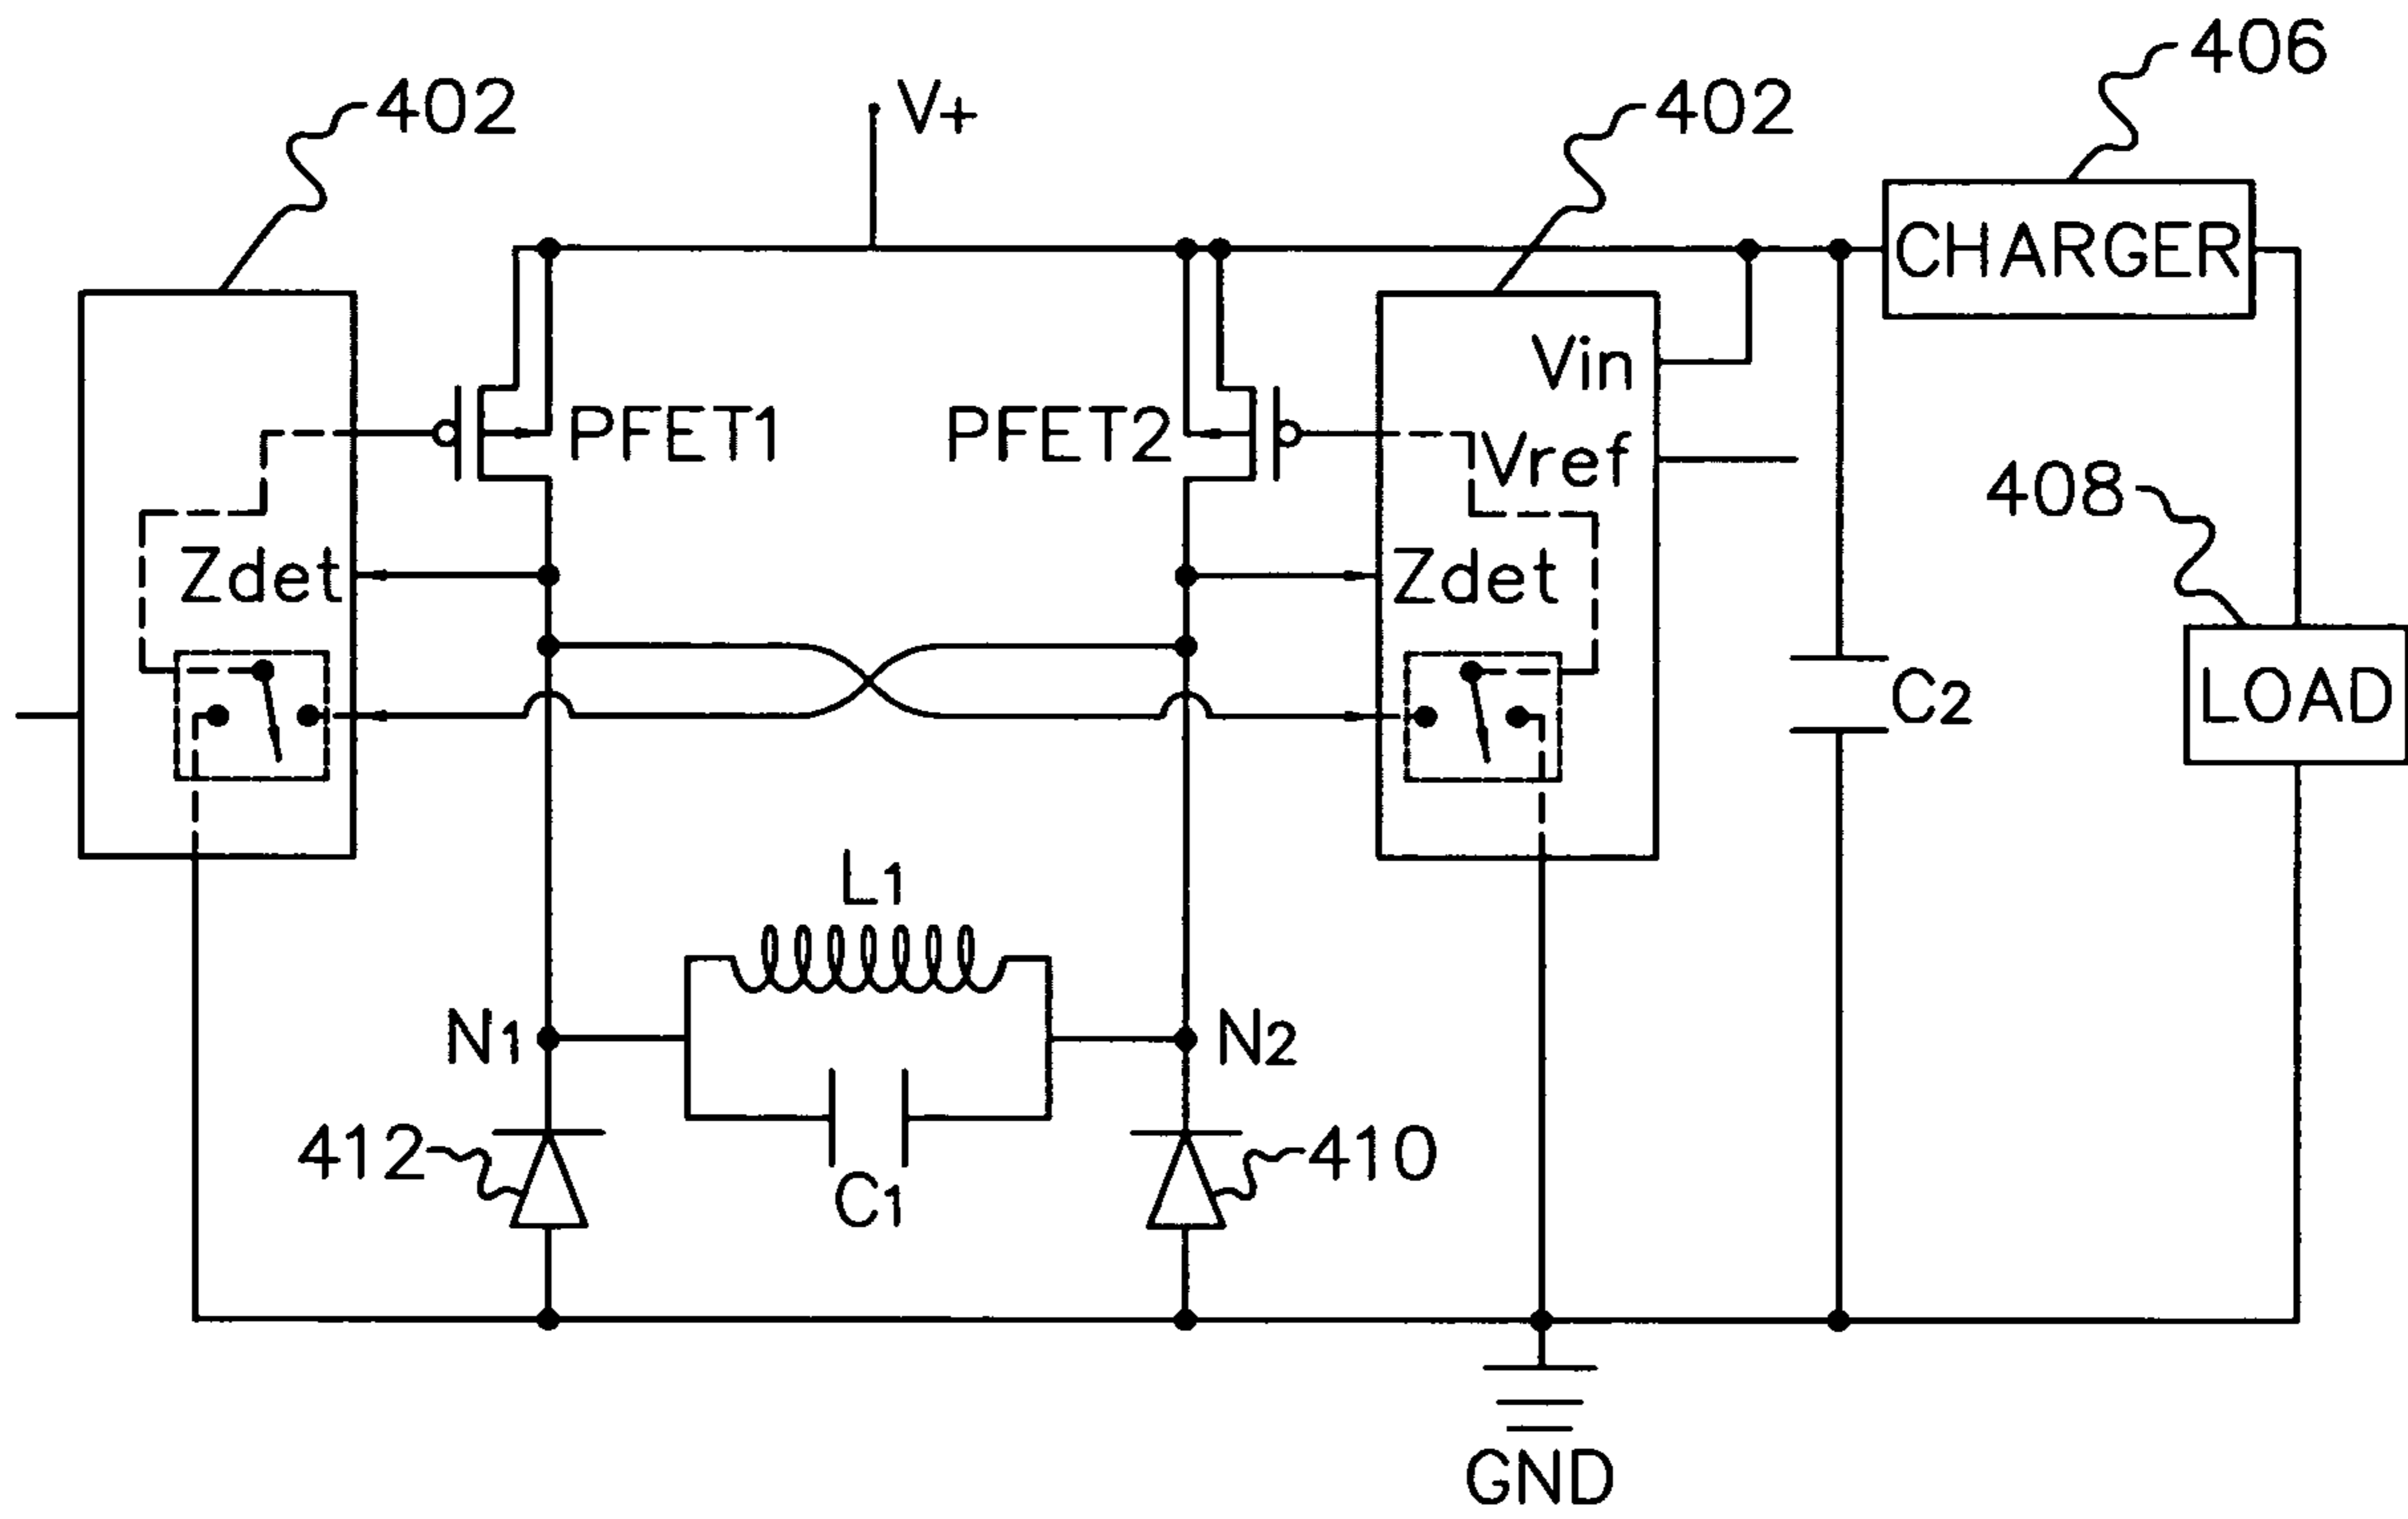 406
402
V+
402
CHARGER
Vin
PFET1
PFET2
Vref
408
Zdet
Zdet
C2
LOAD
L1
N1
N2
412
410
C1
GND